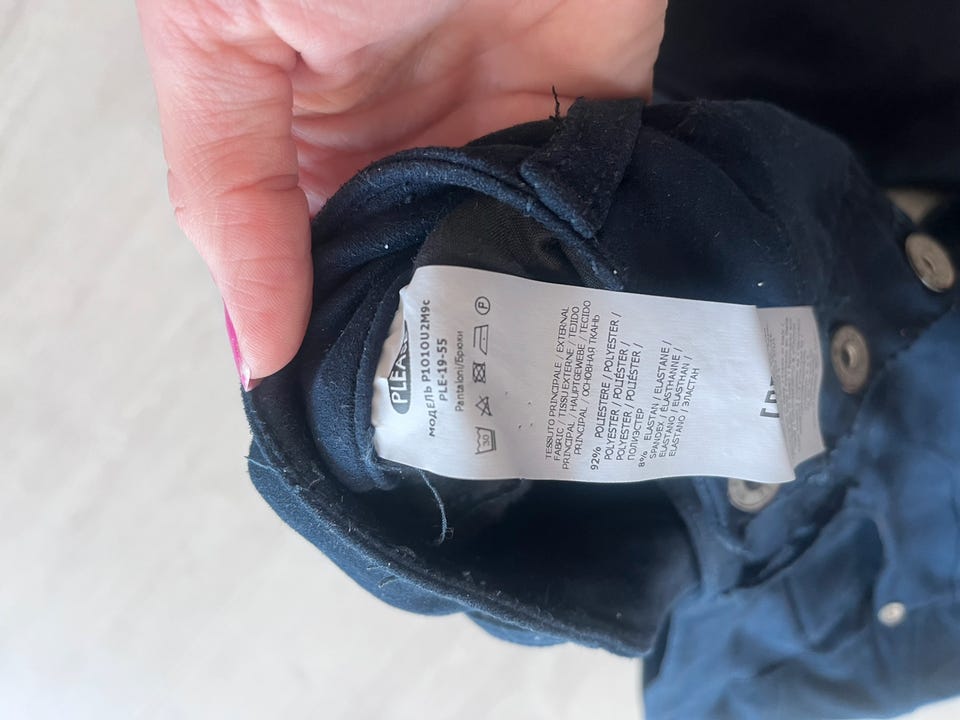 PLEAS
МОДЕЛЬ P1010U2M9c
PLE-19-55
Pantaloni/Брюки
30
P
TESSUTO PRINCIPALE / EXTERNAL
FABRIC / TISSU EXTERNE / TEJIDO
PRINCIPAL / HAUPTGEWEBE / TECIDO
PRINCIPAL / ОСНОВНАЯ ТКАНЬ
92% POLIESTERE / POLYESTER /
POLYESTER / POLIÉSTER /
POLYESTER / POLIÉSTER /
ПОЛИЭСТЕР
8% ELASTAN / ELASTANE /
SPANDEX / ÉLASTHANNE /
ELASTANO / ELASTHAN /
ELASTANO / ЭЛАСТАН